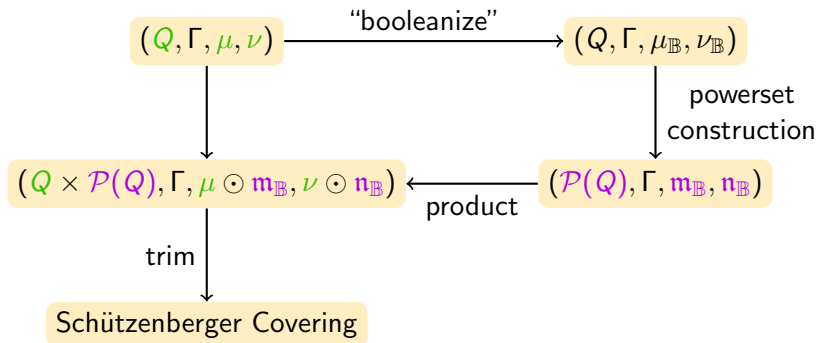 “booleanize”
(Q, Γ, μ, ν)
(Q, Γ, μ_𝔹, ν_𝔹)
powerset
construction
(Q × 𝒫(Q), Γ, μ ⊙ 𝔪_𝔹, ν ⊙ 𝔫_𝔹)
(𝒫(Q), Γ, 𝔪_𝔹, 𝔫_𝔹)
product
trim
Schützenberger Covering